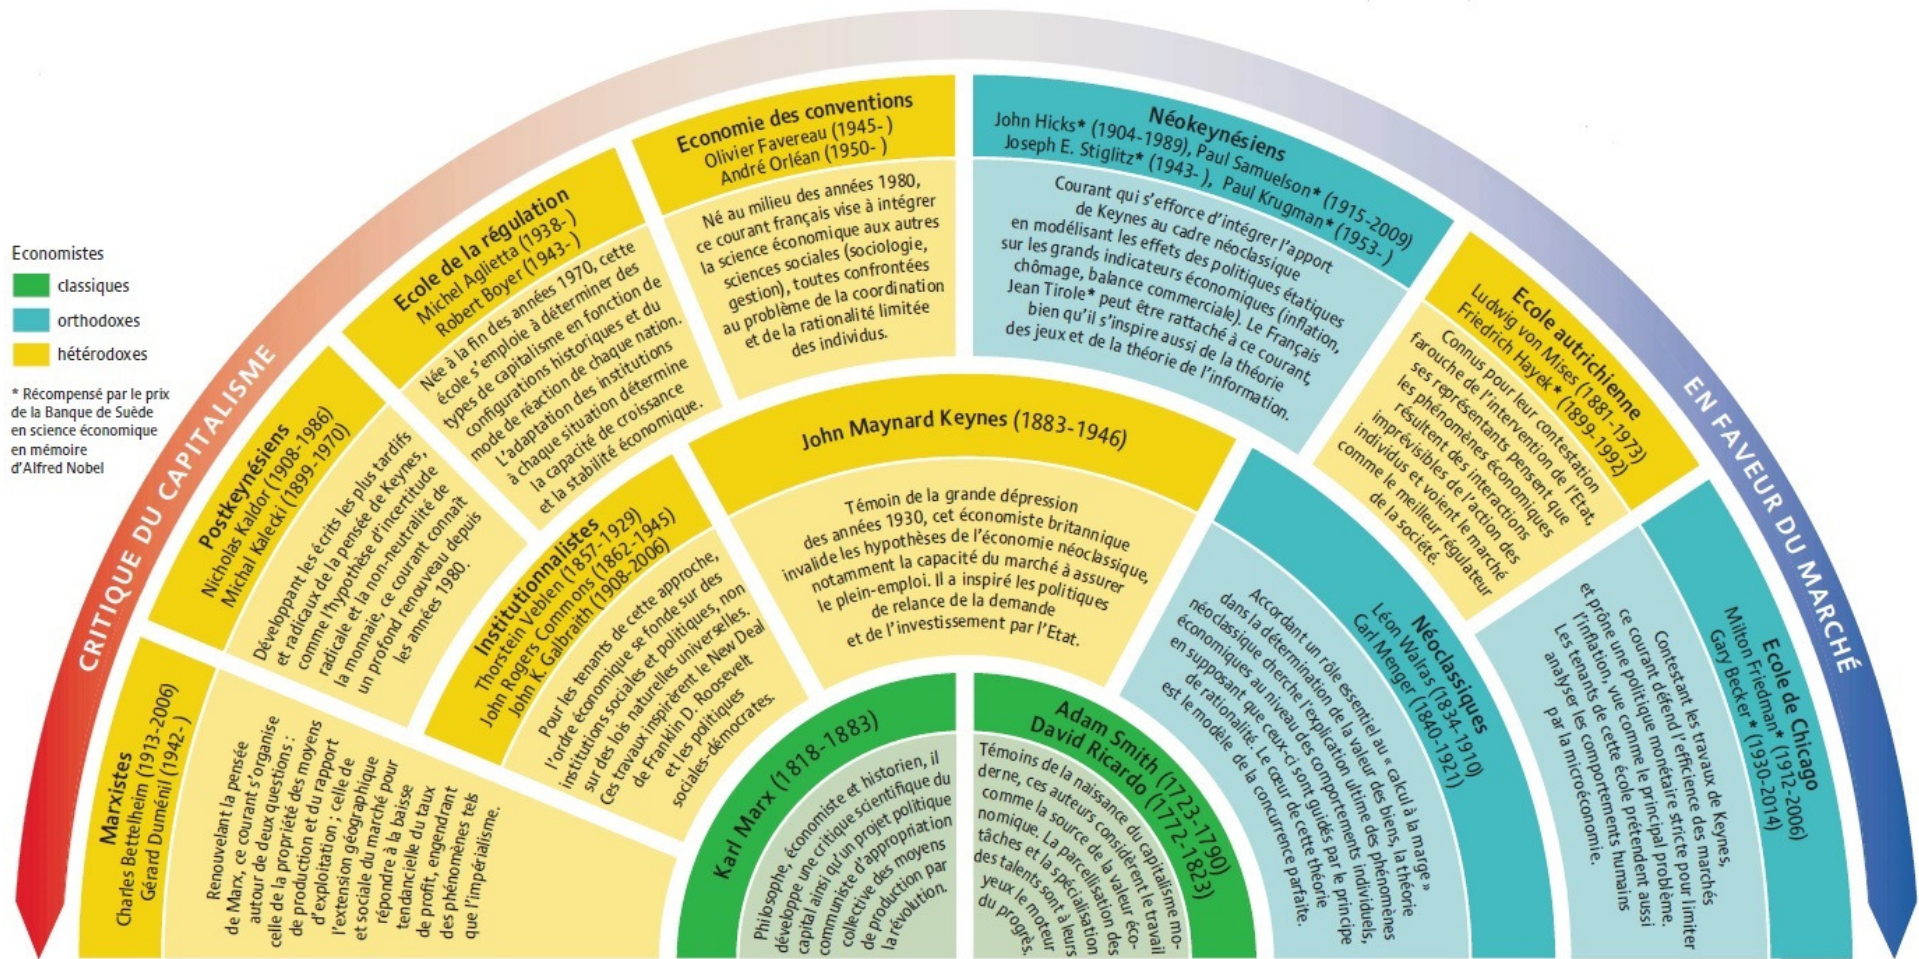 Economistes
classiques
orthodoxes
hétérodoxes
* Récompensé par le prix
de la Banque de Suède
en science économique
en mémoire
d'Alfred Nobel
CRITIQUE DU CAPITALISME
EN FAVEUR DU MARCHÉ
Marxistes
Charles Bettelheim (1913-2006)
Gérard Duménil (1942- )
Renouvelant la pensée
de Marx, ce courant s'organise
autour de deux questions :
celle de la propriété des moyens
de production et du rapport
d'exploitation ; celle de
l'extension géographique
et sociale du marché pour
répondre à la baisse
tendancielle du taux
de profit, engendrant
des phénomènes tels
que l'impérialisme.
Postkeynésiens
Nicholas Kaldor (1908-1986)
Michal Kalecki (1899-1970)
Développant les écrits les plus tardifs
et radicaux de la pensée de Keynes,
comme l'hypothèse d'incertitude
radicale et la non-neutralité de
la monnaie, ce courant connaît
un profond renouveau depuis
les années 1980.
Ecole de la régulation
Michel Aglietta (1938- )
Robert Boyer (1943- )
Née à la fin des années 1970, cette
école s'emploie à déterminer des
types de capitalisme en fonction de
configurations historiques et du
mode de réaction de chaque nation.
L'adaptation des institutions
à chaque situation détermine
la capacité de croissance
et la stabilité économique.
Economie des conventions
Olivier Favereau (1945- )
André Orléan (1950- )
Né au milieu des années 1980,
ce courant français vise à intégrer
la science économique aux autres
sciences sociales (sociologie,
gestion), toutes confrontées
au problème de la coordination
et de la rationalité limitée
des individus.
Néokeynésiens
John Hicks* (1904-1989), Paul Samuelson* (1915-2009)
Joseph E. Stiglitz* (1943- ), Paul Krugman* (1953- )
Courant qui s'efforce d'intégrer l'apport
de Keynes au cadre néoclassique
en modélisant les effets des politiques étatiques
sur les grands indicateurs économiques (inflation,
chômage, balance commerciale). Le Français
Jean Tirole* peut être rattaché à ce courant,
bien qu'il s'inspire aussi de la théorie
des jeux et de la théorie de l'information.
Ecole autrichienne
Ludwig von Mises (1881-1973)
Friedrich Hayek* (1899-1992)
Connus pour leur contestation
farouche de l'intervention de l'Etat,
ses représentants pensent que
les phénomènes économiques
résultent des interactions
imprévisibles de l'action des
individus et voient le marché
comme le meilleur régulateur
de la société.
Ecole de Chicago
Milton Friedman* (1912-2006)
Gary Becker* (1930-2014)
Contestant les travaux de Keynes,
ce courant défend l'efficience des marchés
et prône une politique monétaire stricte pour limiter
l'inflation, vue comme le principal problème.
Les tenants de cette école prétendent aussi
analyser les comportements humains
par la microéconomie.
Institutionnalistes
Thorstein Veblen (1857-1929)
John Rogers Commons (1862-1945)
John K. Galbraith (1908-2006)
Pour les tenants de cette approche,
l'ordre économique se fonde sur des
institutions sociales et politiques, non
sur des lois naturelles universelles.
Ces travaux inspirèrent le New Deal
de Franklin D. Roosevelt
et les politiques
sociales-démocrates.
John Maynard Keynes (1883-1946)
Témoin de la grande dépression
des années 1930, cet économiste britannique
invalide les hypothèses de l'économie néoclassique,
notamment la capacité du marché à assurer
le plein-emploi. Il a inspiré les politiques
de relance de la demande
et de l'investissement par l'Etat.
Néoclassiques
Léon Walras (1834-1910)
Carl Menger (1840-1921)
Accordant un rôle essentiel au « calcul à la marge »
dans la détermination de la valeur des biens, la théorie
néoclassique cherche l'explication ultime des phénomènes
économiques au niveau des comportements individuels,
en supposant que ceux-ci sont guidés par le principe
de rationalité. Le cœur de cette théorie
est le modèle de la concurrence parfaite.
Karl Marx (1818-1883)
Philosophe, économiste et historien, il
développe une critique scientifique du
capital ainsi qu'un projet politique
communiste d'appropriation
collective des moyens
de production par
la révolution.
Adam Smith (1723-1790)
David Ricardo (1772-1823)
Témoins de la naissance du capitalisme mo-
derne, ces auteurs considèrent le travail
comme la source de la valeur éco-
nomique. La parcellisation des
tâches et la spécialisation
des talents sont à leurs
yeux le moteur
du progrès.